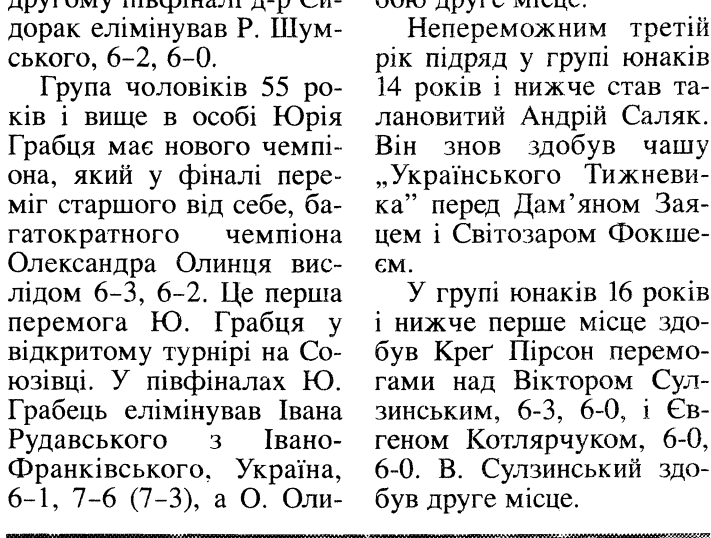 другому півфіналі д-р Си-
дорак елімінував Р. Шум-
ського, 6–2, 6–0.
Група чоловіків 55 ро-
ків і вище в особі Юрія
Грабця має нового чемпі-
она, який у фіналі пере-
міг старшого від себе, ба-
гатократного чемпіона
Олександра Олинця вис-
лідом 6–3, 6–2. Це перша
перемога Ю. Грабця у
відкритому турнірі на Со-
юзівці. У півфіналах Ю.
Грабець елімінував Івана
Рудавського з Івано-
Франківського, Україна,
6–1, 7–6 (7–3), а О. Оли-
бою друге місце.
Непереможним третій
рік підряд у групі юнаків
14 років і нижче став та-
лановитий Андрій Саляк.
Він знов здобув чашу
„Українського Тижневи-
ка” перед Дам’яном Зая-
цем і Світозаром Фокше-
єм.
У групі юнаків 16 років
і нижче перше місце здо-
був Креґ Пірсон перемо-
гами над Віктором Сул-
зинським, 6-3, 6-0, і Єв-
геном Котлярчуком, 6-0,
6-0. В. Сулзинський здо-
був друге місце.